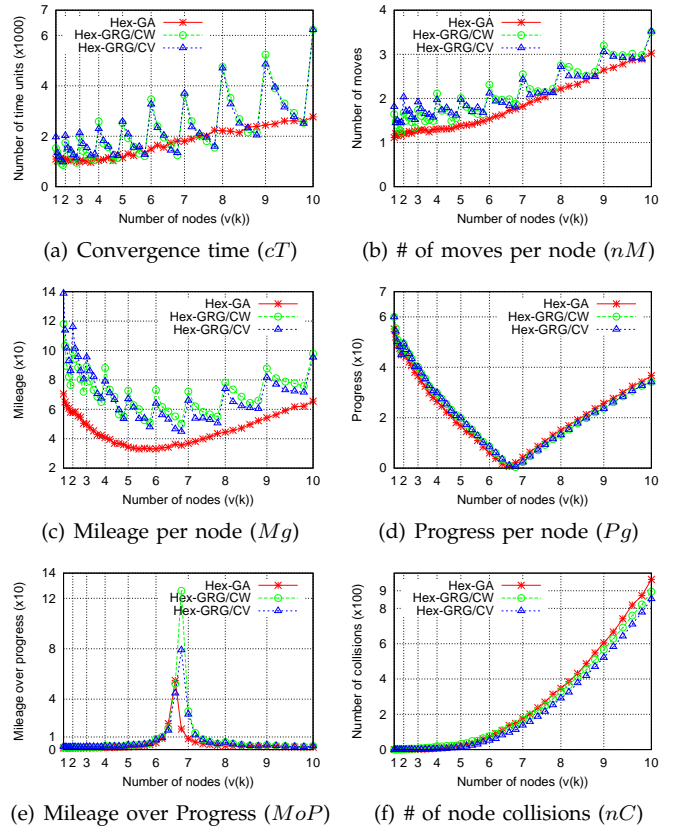 Number of time units (x1000)
7
6
4
2
0
Hex-GA
Hex-GRG/CW
Hex-GRG/CV
1 2 3 4 5 6 7 8 9 10
Number of nodes (v(k))
(a) Convergence time (cT)
Number of moves
4
3
2
1
0
Hex-GA
Hex-GRG/CW
Hex-GRG/CV
1 2 3 4 5 6 7 8 9 10
Number of nodes (v(k))
(b) # of moves per node (nM)
Mileage (x10)
14
12
10
8
6
4
2
Hex-GA
Hex-GRG/CW
Hex-GRG/CV
1 2 3 4 5 6 7 8 9 10
Number of nodes (v(k))
(c) Mileage per node (Mg)
Progress (x10)
7
6
4
2
0
Hex-GA
Hex-GRG/CW
Hex-GRG/CV
1 2 3 4 5 6 7 8 9 10
Number of nodes (v(k))
(d) Progress per node (Pg)
Mileage over progress (x10)
14
12
8
4
1
0
Hex-GA
Hex-GRG/CW
Hex-GRG/CV
1 2 3 4 5 6 7 8 9 10
Number of nodes (v(k))
(e) Mileage over Progress (MoP)
Number of collisions (x100)
9
8
7
6
5
4
3
2
1
0
Hex-GA
Hex-GRG/CW
Hex-GRG/CV
1 2 3 4 5 6 7 8 9 10
Number of nodes (v(k))
(f) # of node collisions (nC)